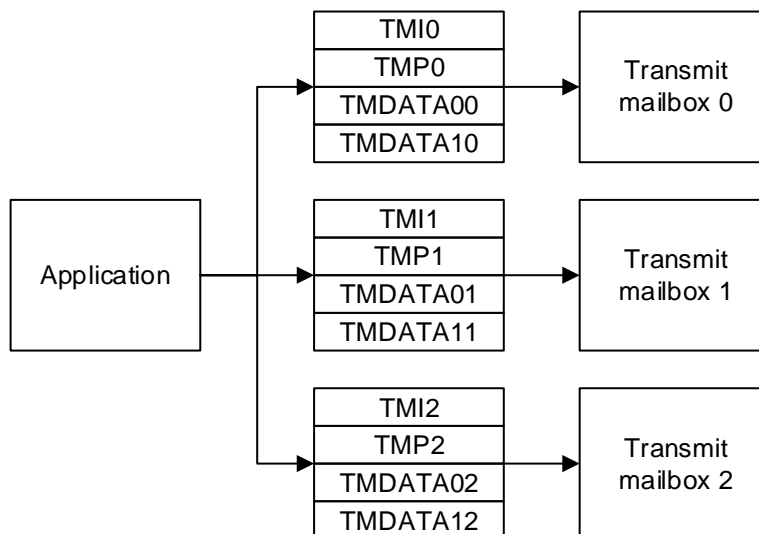 TMI0
TMP0
TMDATA00
TMDATA10
Transmit
mailbox 0
Application
TMI1
TMP1
TMDATA01
TMDATA11
Transmit
mailbox 1
TMI2
TMP2
TMDATA02
TMDATA12
Transmit
mailbox 2